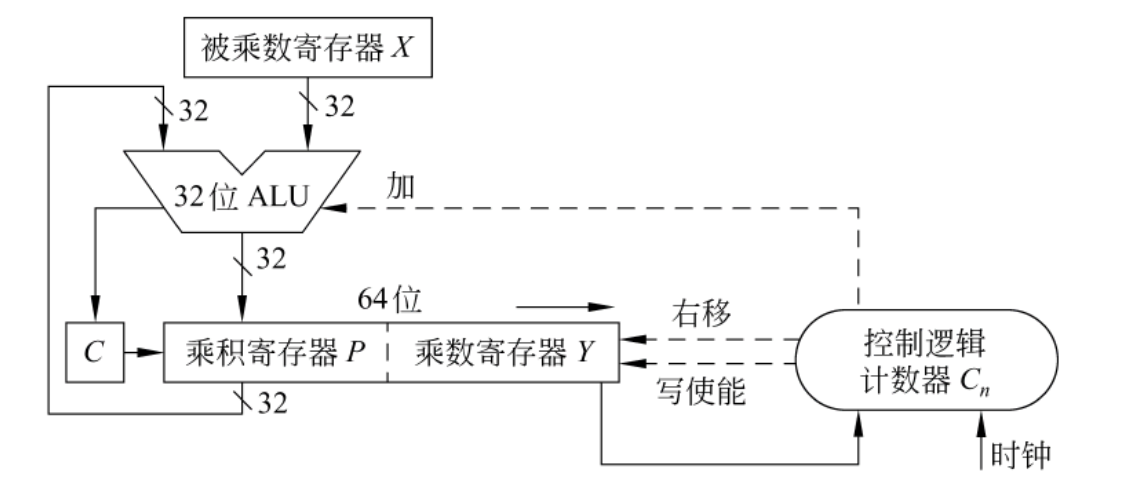 被乘数寄存器 X
32
32
32位 ALU
加
32
64位
右移
C
乘积寄存器 P
乘数寄存器 Y
写使能
控制逻辑
计数器 Cn
32
时钟